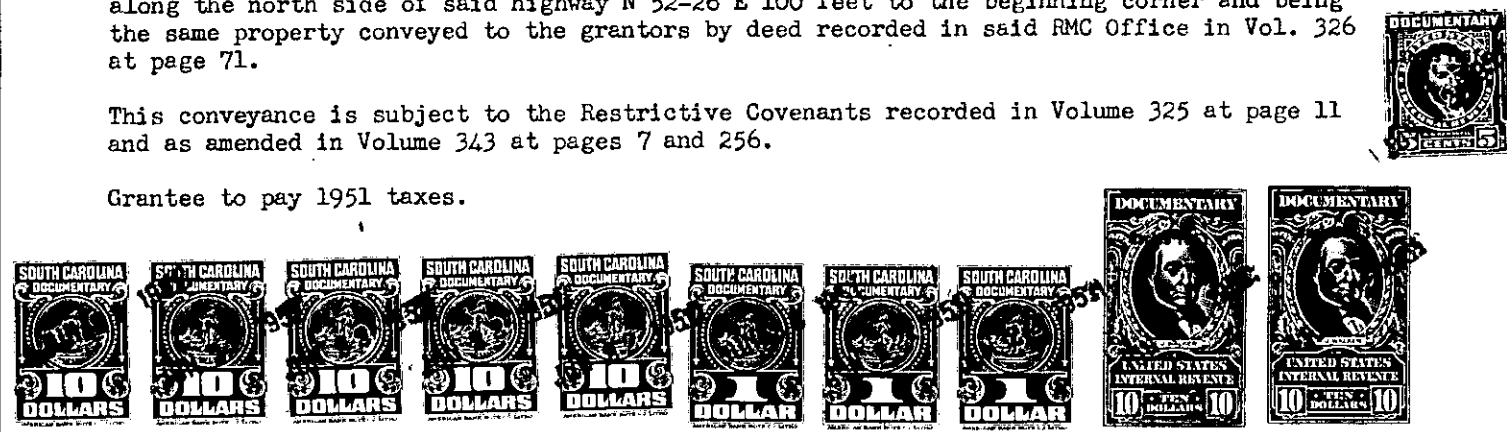 along the north side of said highway N 52-26 E 100 feet to the beginning corner and being
the same property conveyed to the grantors by deed recorded in said RMC Office in Vol. 326
at page 71.
This conveyance is subject to the Restrictive Covenants recorded in Volume 325 at page 11
and as amended in Volume 343 at pages 7 and 256.
Grantee to pay 1951 taxes.
DOCUMENTARY
5 CENTS 5
SOUTH CAROLINA
DOCUMENTARY
10
DOLLARS
SOUTH CAROLINA
DOCUMENTARY
10
DOLLARS
SOUTH CAROLINA
DOCUMENTARY
10
DOLLARS
SOUTH CAROLINA
DOCUMENTARY
10
DOLLARS
SOUTH CAROLINA
DOCUMENTARY
10
DOLLARS
SOUTH CAROLINA
DOCUMENTARY
1
DOLLAR
SOUTH CAROLINA
DOCUMENTARY
1
DOLLAR
SOUTH CAROLINA
DOCUMENTARY
1
DOLLAR
DOCUMENTARY
UNITED STATES
INTERNAL REVENUE
10 TEN DOLLARS 10
DOCUMENTARY
UNITED STATES
INTERNAL REVENUE
10 TEN DOLLARS 10